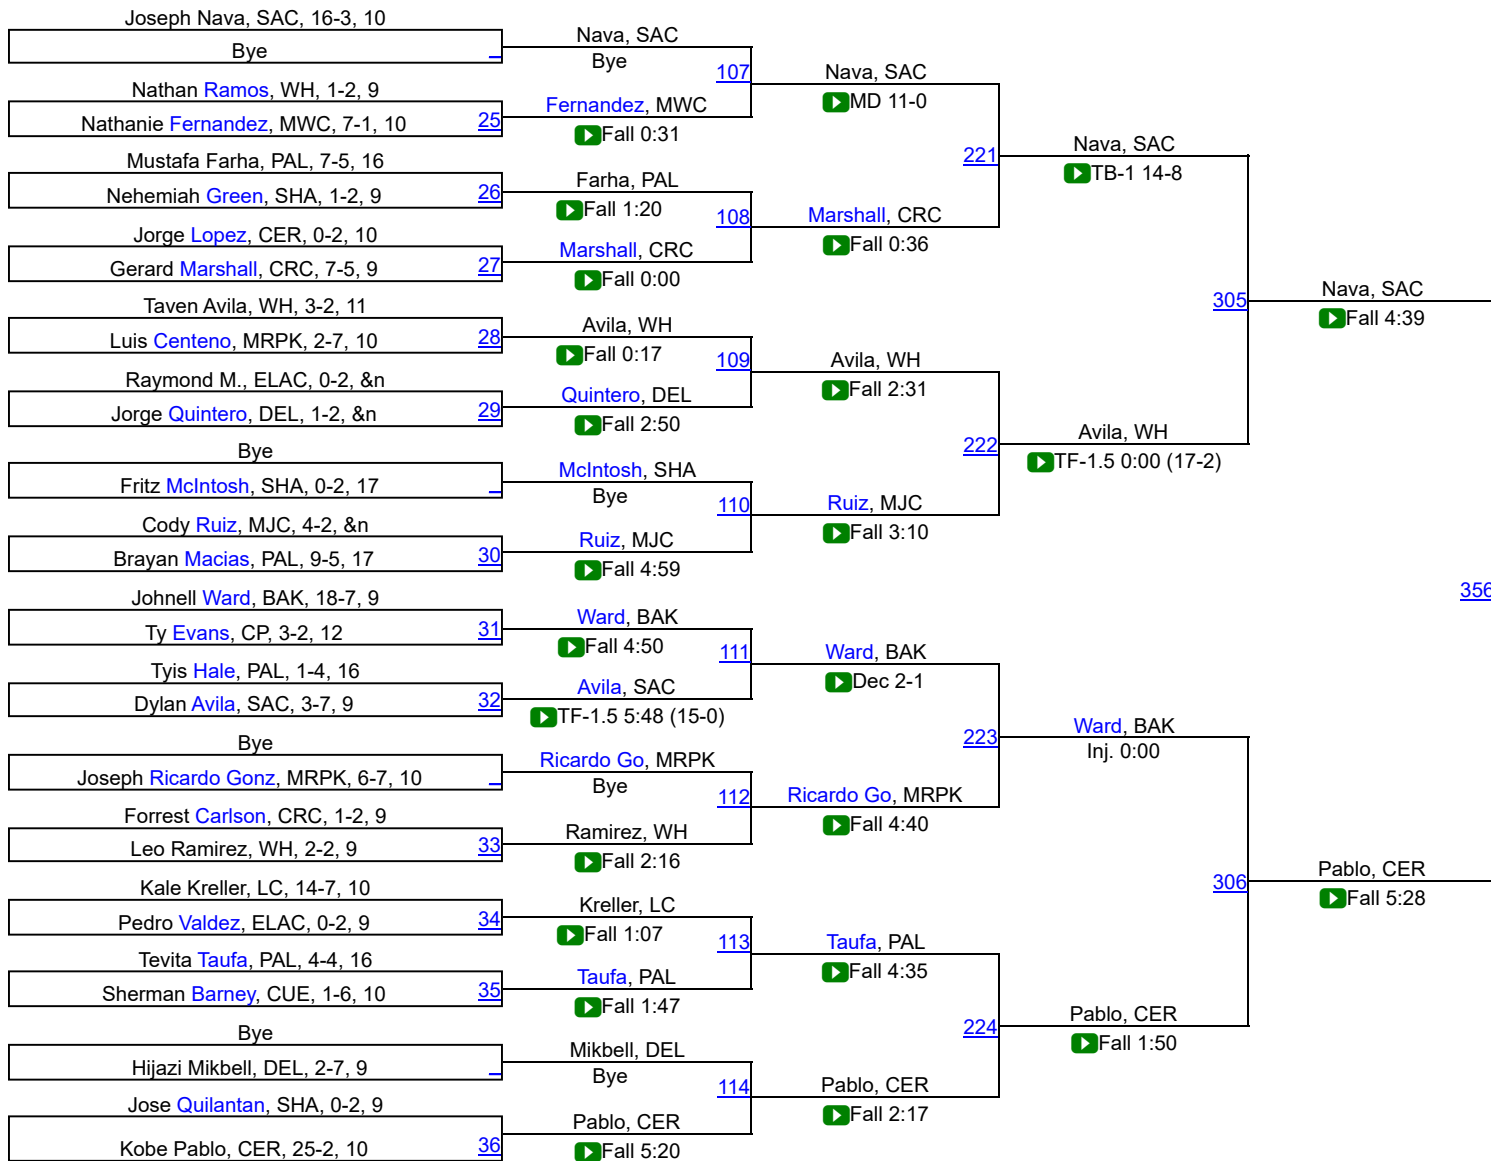 Joseph Nava, SAC, 16-3, 10
Bye
Nathan Ramos, WH, 1-2, 9
Nathanie Fernandez, MWC, 7-1, 10
25
Mustafa Farha, PAL, 7-5, 16
Nehemiah Green, SHA, 1-2, 9
26
Jorge Lopez, CER, 0-2, 10
Gerard Marshall, CRC, 7-5, 9
27
Taven Avila, WH, 3-2, 11
Luis Centeno, MRPK, 2-7, 10
28
Raymond M., ELAC, 0-2, &n
Jorge Quintero, DEL, 1-2, &n
29
Bye
Fritz McIntosh, SHA, 0-2, 17
Cody Ruiz, MJC, 4-2, &n
Brayan Macias, PAL, 9-5, 17
30
Johnell Ward, BAK, 18-7, 9
Ty Evans, CP, 3-2, 12
31
Tyis Hale, PAL, 1-4, 16
Dylan Avila, SAC, 3-7, 9
32
Bye
Joseph Ricardo Gonz, MRPK, 6-7, 10
Forrest Carlson, CRC, 1-2, 9
Leo Ramirez, WH, 2-2, 9
33
Kale Kreller, LC, 14-7, 10
Pedro Valdez, ELAC, 0-2, 9
34
Tevita Taufa, PAL, 4-4, 16
Sherman Barney, CUE, 1-6, 10
35
Bye
Hijazi Mikbell, DEL, 2-7, 9
Jose Quilantan, SHA, 0-2, 9
Kobe Pablo, CER, 25-2, 10
36
Nava, SAC
Bye
107
Fernandez, MWC
Fall 0:31
Farha, PAL
Fall 1:20
108
Marshall, CRC
Fall 0:00
Avila, WH
Fall 0:17
109
Quintero, DEL
Fall 2:50
McIntosh, SHA
Bye
110
Ruiz, MJC
Fall 4:59
Ward, BAK
Fall 4:50
111
Avila, SAC
TF-1.5 5:48 (15-0)
Ricardo Go, MRPK
Bye
112
Ramirez, WH
Fall 2:16
Kreller, LC
Fall 1:07
113
Taufa, PAL
Fall 1:47
Mikbell, DEL
Bye
114
Pablo, CER
Fall 5:20
Nava, SAC
MD 11-0
221
Marshall, CRC
Fall 0:36
Avila, WH
Fall 2:31
222
Ruiz, MJC
Fall 3:10
Ward, BAK
Dec 2-1
223
Ricardo Go, MRPK
Fall 4:40
Taufa, PAL
Fall 4:35
224
Pablo, CER
Fall 2:17
Nava, SAC
TB-1 14-8
305
Avila, WH
TF-1.5 0:00 (17-2)
Ward, BAK
Inj. 0:00
306
Pablo, CER
Fall 1:50
Nava, SAC
Fall 4:39
356
Pablo, CER
Fall 5:28